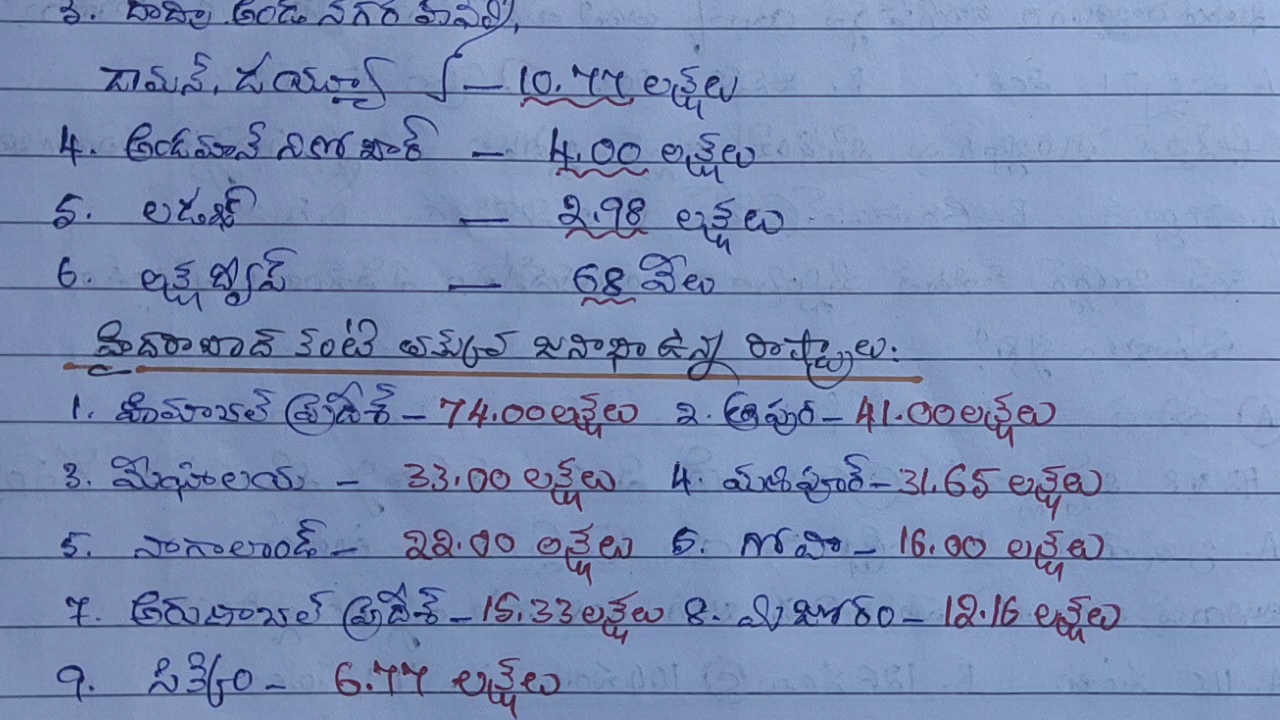 3. దాద్రా అండ్ నగర్ హవేలి,
డామన్, డయ్యూ ∫ – 10.77 లక్షలు
4. అండమాన్ నికోబార్ – 4.00 లక్షలు
5. లడఖ్ – 2.98 లక్షలు
6. లక్షద్వీప్ – 68 వేలు
హైదరాబాద్ కంటే తక్కువ జనాభా ఉన్న రాష్ట్రాలు:
1. హిమాచల్ ప్రదేశ్ – 74.00 లక్షలు 2. త్రిపుర – 41.00 లక్షలు
3. మేఘాలయ – 33.00 లక్షలు 4. మణిపూర్ – 31.65 లక్షలు
5. నాగాలాండ్ – 22.00 లక్షలు 6. గోవా – 16.00 లక్షలు
7. అరుణాచల్ ప్రదేశ్ – 15.33 లక్షలు 8. మిజోరం – 12.16 లక్షలు
9. సిక్కిం – 6.77 లక్షలు